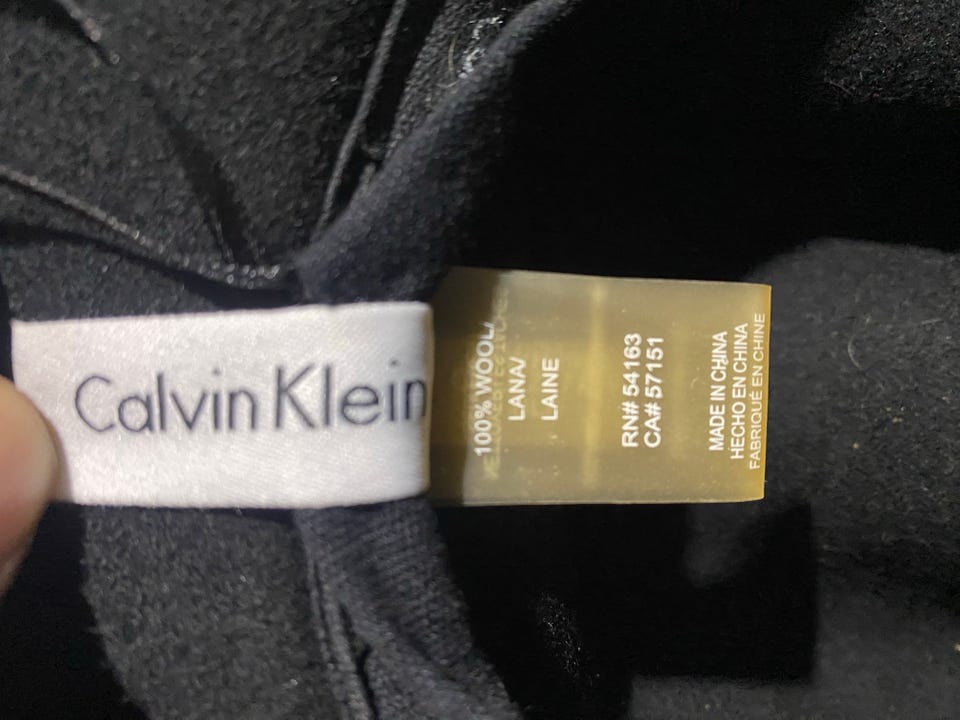 Calvin Klein
100% WOOL/
LANA/
LAINE
RN# 54163
CA# 57151
MADE IN CHINA
HECHO EN CHINA
FABRIQUÉ EN CHINE